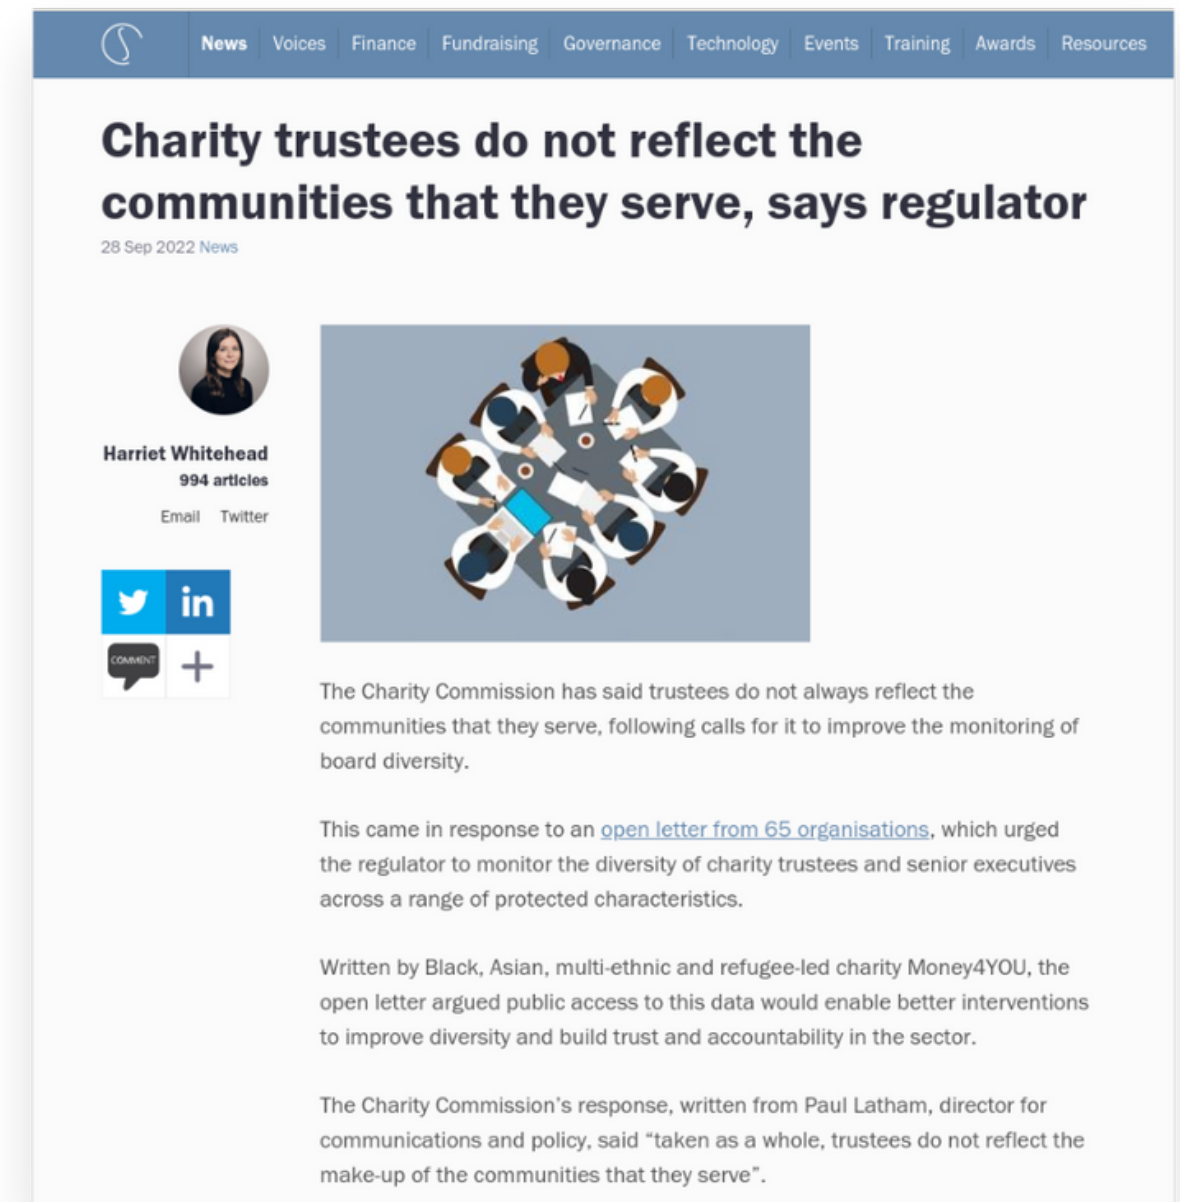 News Voices Finance Fundraising Governance Technology Events Training Awards Resources
Charity trustees do not reflect the
communities that they serve, says regulator
28 Sep 2022 News
Harriet Whitehead
994 articles
Email Twitter
in
COMMENT
The Charity Commission has said trustees do not always reflect the
communities that they serve, following calls for it to improve the monitoring of
board diversity.
This came in response to an open letter from 65 organisations, which urged
the regulator to monitor the diversity of charity trustees and senior executives
across a range of protected characteristics.
Written by Black, Asian, multi-ethnic and refugee-led charity Money4YOU, the
open letter argued public access to this data would enable better interventions
to improve diversity and build trust and accountability in the sector.
The Charity Commission's response, written from Paul Latham, director for
communications and policy, said “taken as a whole, trustees do not reflect the
make-up of the communities that they serve”.